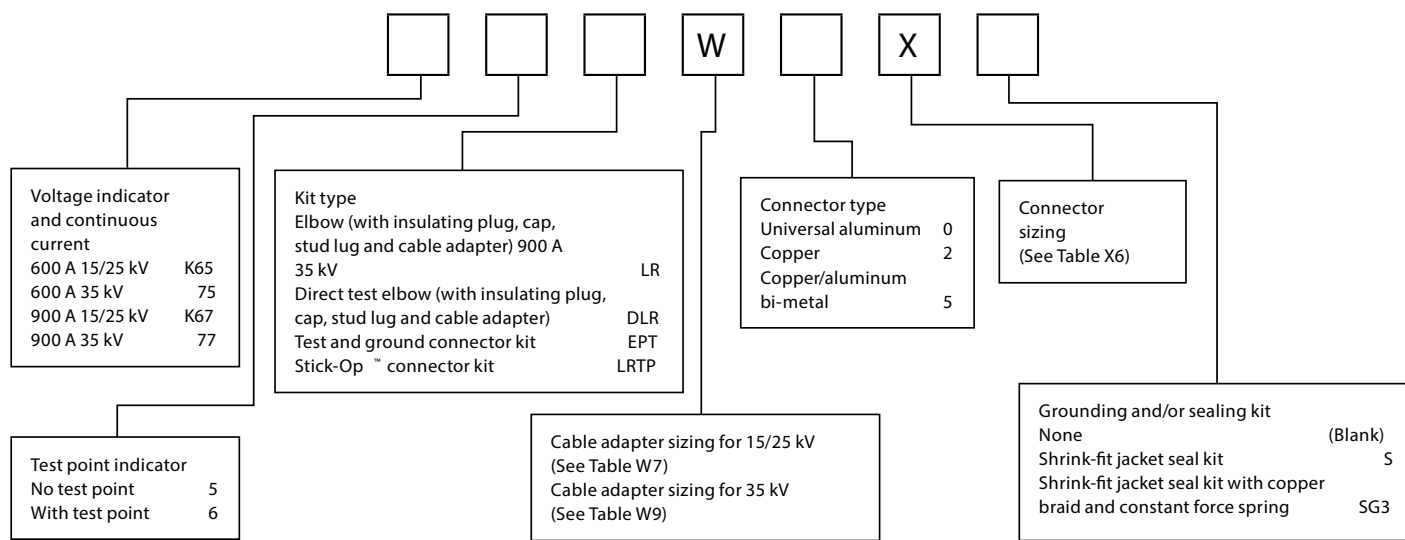 W X
Voltage indicator
and continuous
current
600 A 15/25 kV K65
600 A 35 kV 75
900 A 15/25 kV K67
900 A 35 kV 77
Kit type
Elbow (with insulating plug, cap,
stud lug and cable adapter) 900 A
35 kV LR
Direct test elbow (with insulating plug,
cap, stud lug and cable adapter) DLR
Test and ground connector kit EPT
Stick-Op ™ connector kit LRTP
Connector type
Universal aluminum 0
Copper 2
Copper/aluminum
bi-metal 5
Connector
sizing
(See Table X6)
Test point indicator
No test point 5
With test point 6
Cable adapter sizing for 15/25 kV
(See Table W7)
Cable adapter sizing for 35 kV
(See Table W9)
Grounding and/or sealing kit
None (Blank)
Shrink-fit jacket seal kit S
Shrink-fit jacket seal kit with copper
braid and constant force spring SG3